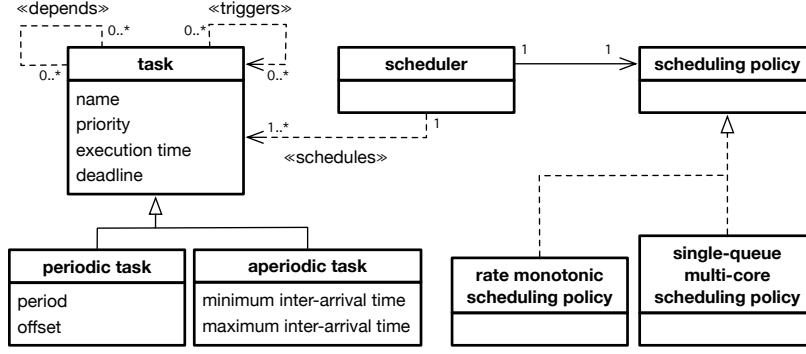 «depends»
«triggers»
0..*
0..*
0..*
0..*
task
name
priority
execution time
deadline
scheduler
1
1
scheduling policy
1..*
1
«schedules»
periodic task
period
offset
aperiodic task
minimum inter-arrival time
maximum inter-arrival time
rate monotonic
scheduling policy
single-queue
multi-core
scheduling policy